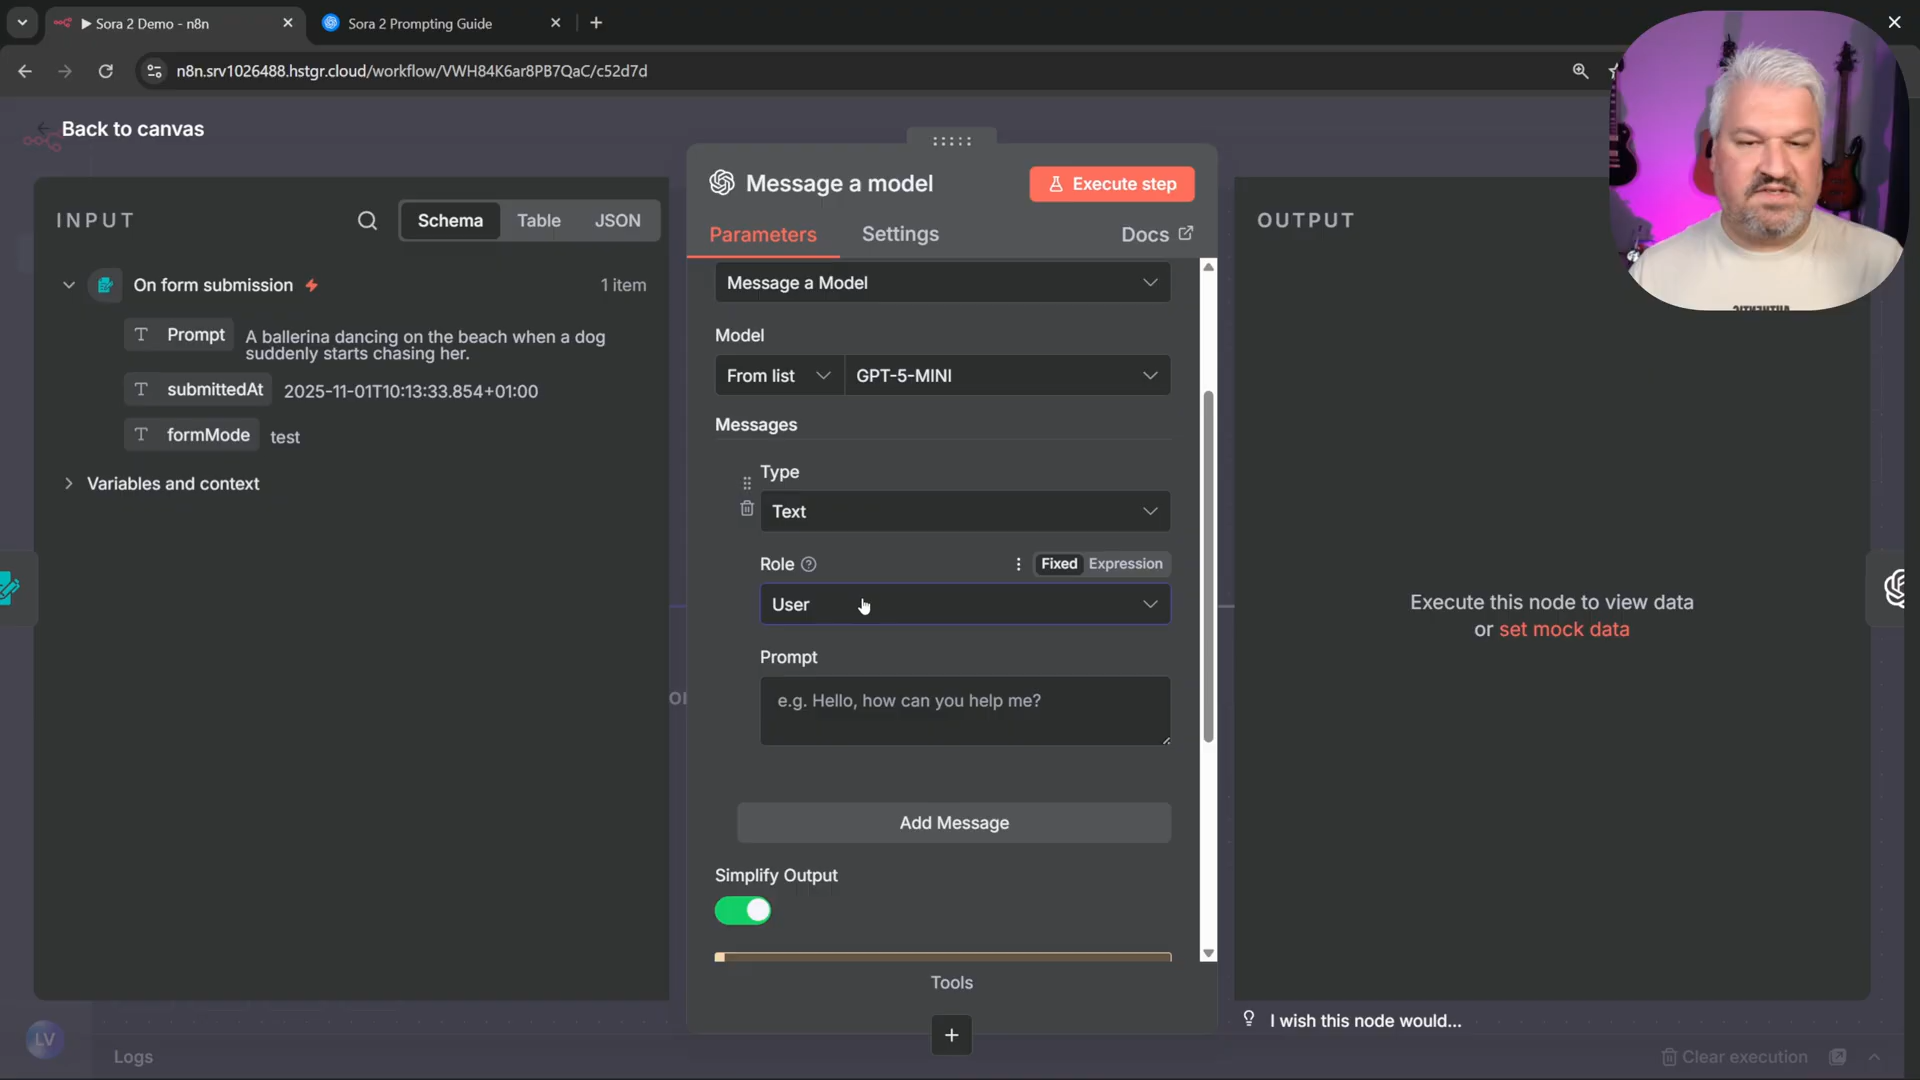 ▶ Sora 2 Demo - n8n
Sora 2 Prompting Guide
n8n.srv1026488.hstgr.cloud/workflow/VWH84K6ar8PB7QaC/c52d7d
Back to canvas
INPUT
Schema
Table
JSON
On form submission
1 item
T Prompt
A ballerina dancing on the beach when a dog
suddenly starts chasing her.
T submittedAt
2025-11-01T10:13:33.854+01:00
T formMode
test
Variables and context
Message a model
Execute step
Parameters
Settings
Docs
Message a Model
Model
From list
GPT-5-MINI
Messages
Type
Text
Role
Fixed
Expression
User
Prompt
e.g. Hello, how can you help me?
Add Message
Simplify Output
Tools
OUTPUT
Execute this node to view data
or set mock data
I wish this node would...
LV
Logs
Clear execution